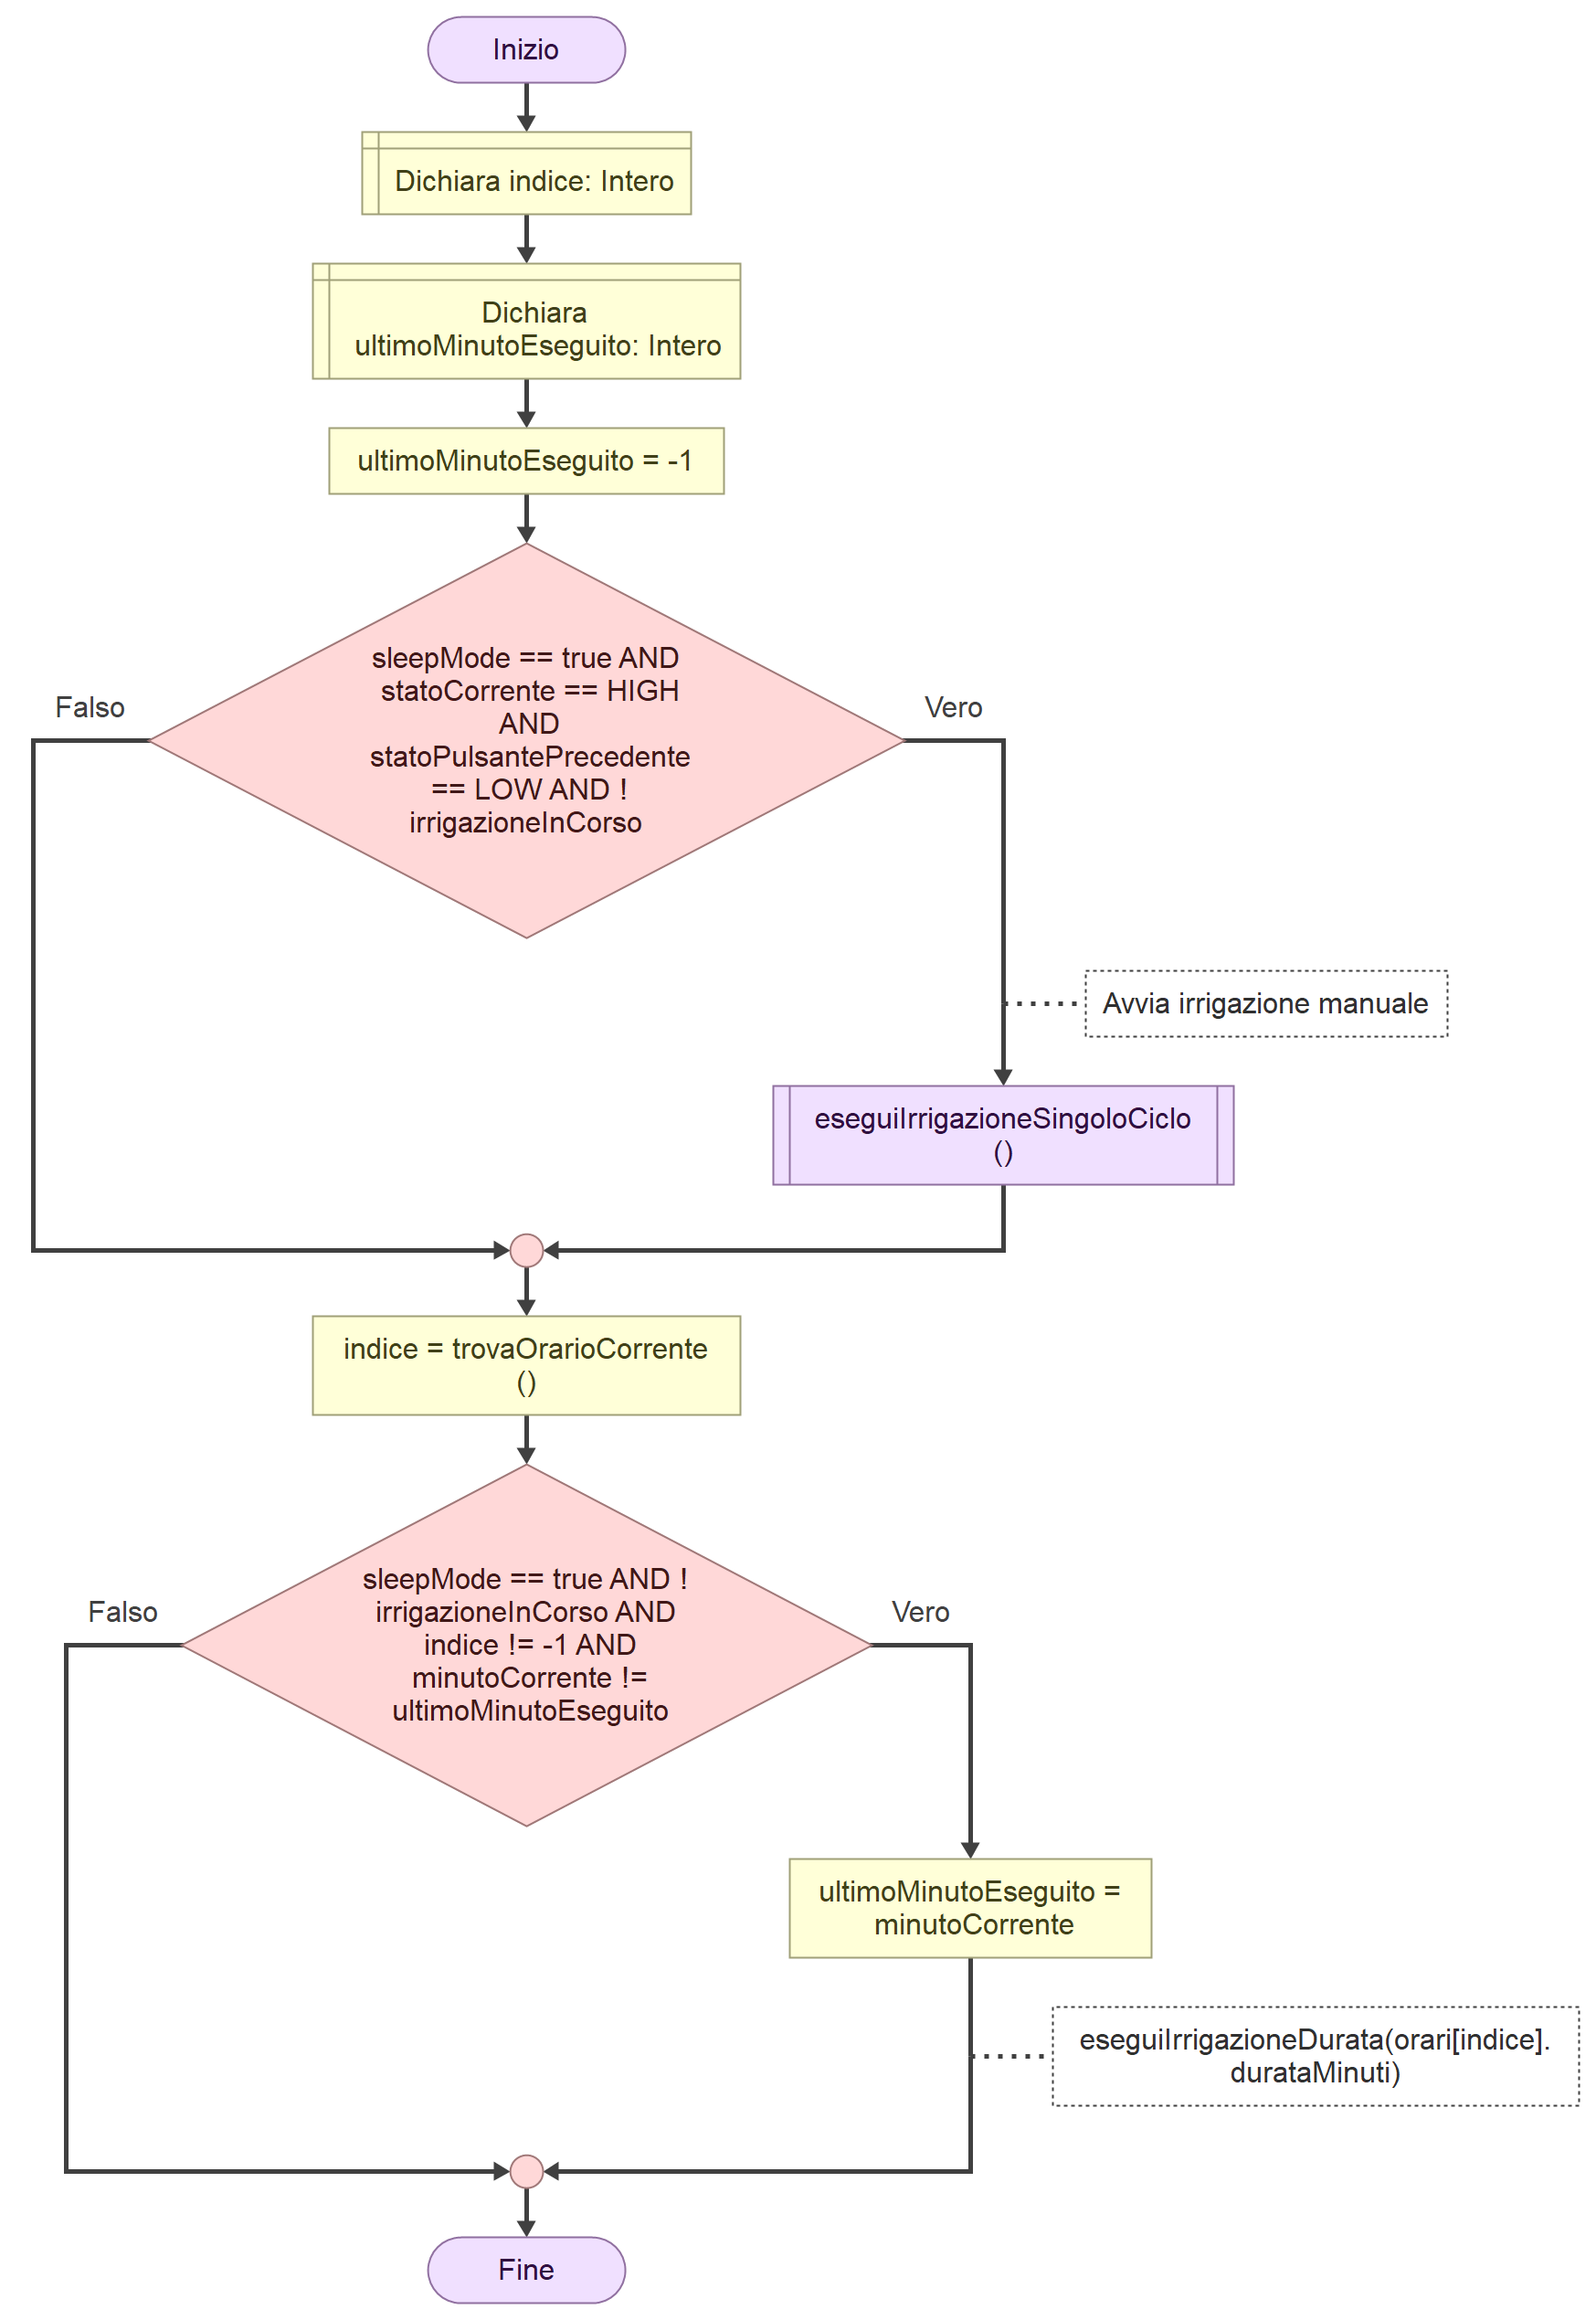 Inizio
Dichiara indice: Intero
Dichiara
ultimoMinutoEseguito: Intero
ultimoMinutoEseguito = -1
sleepMode == true AND
statoCorrente == HIGH
AND
statoPulsantePrecedente
== LOW AND !
irrigazioneInCorso
Falso
Vero
Avvia irrigazione manuale
eseguiIrrigazioneSingoloCiclo
()
indice = trovaOrarioCorrente
()
sleepMode == true AND !
irrigazioneInCorso AND
indice != -1 AND
minutoCorrente !=
ultimoMinutoEseguito
Falso
Vero
ultimoMinutoEseguito =
minutoCorrente
eseguiIrrigazioneDurata(orari[indice].
durataMinuti)
Fine